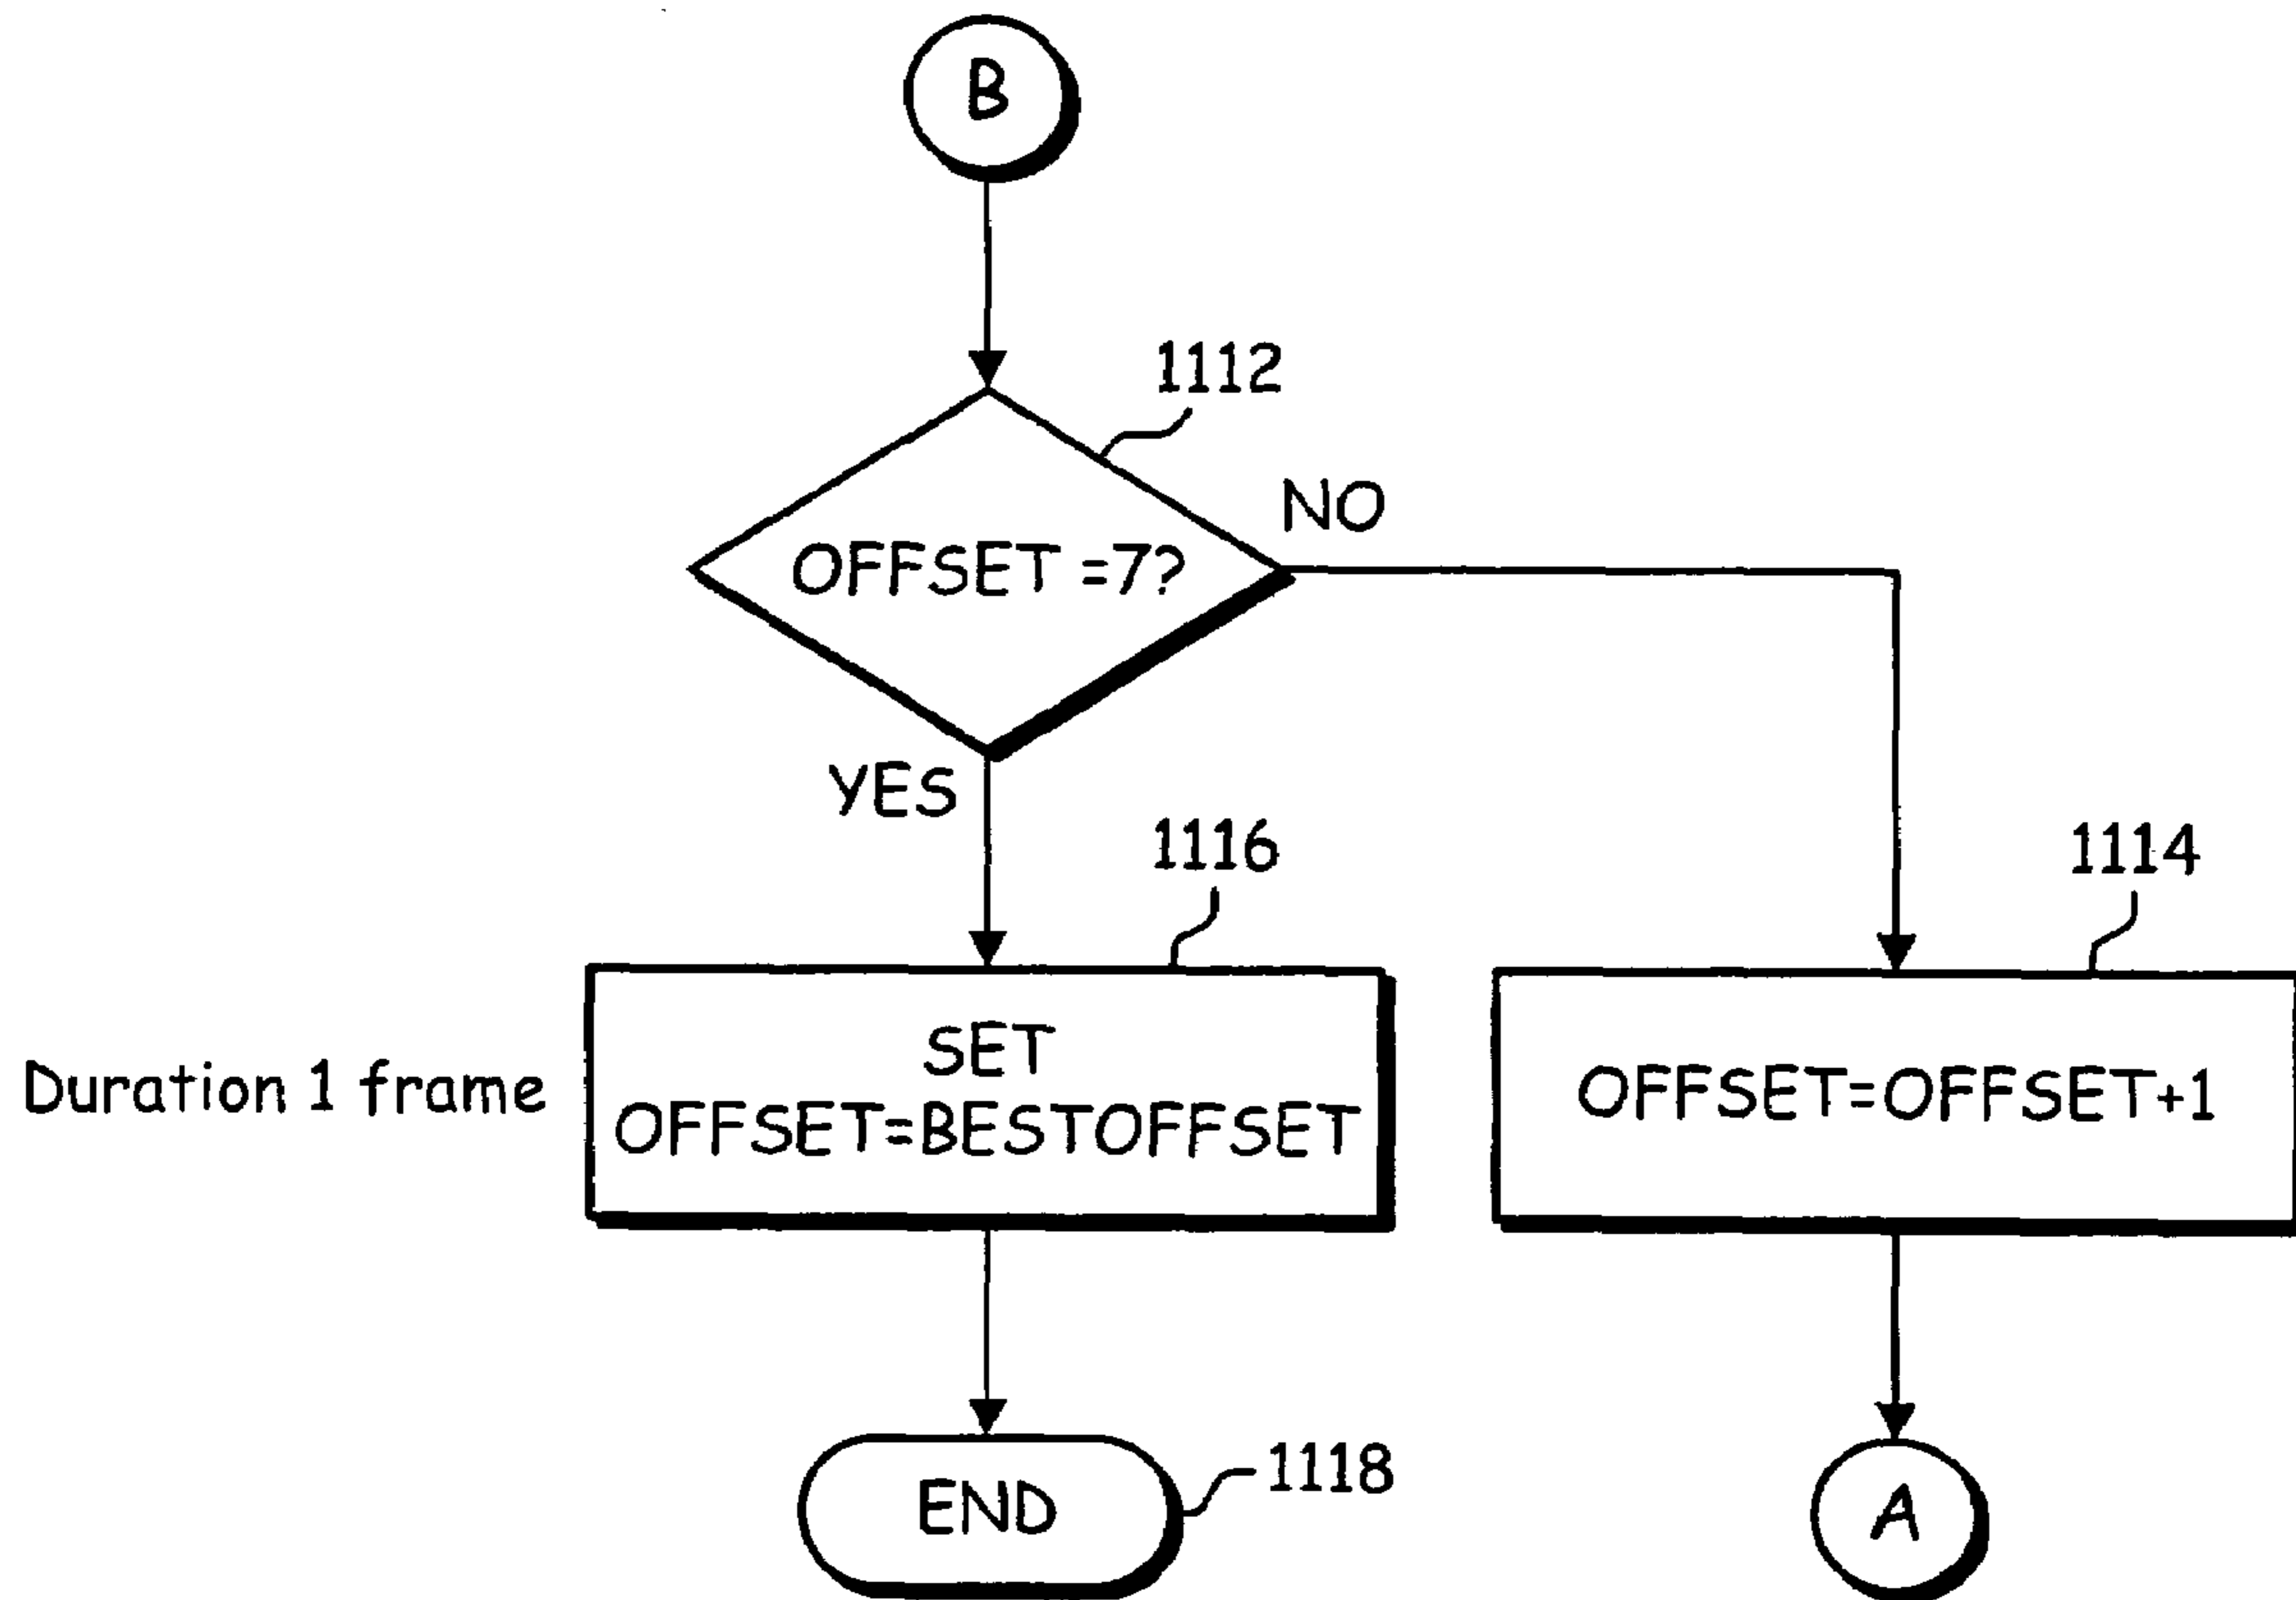 B
1112
NO
OFFSET =7?
YES
1116
1114
SET
OFFSET=BESTOFFSET
Duration 1 frame
OFFSET=OFFSET+1
END
1118
A